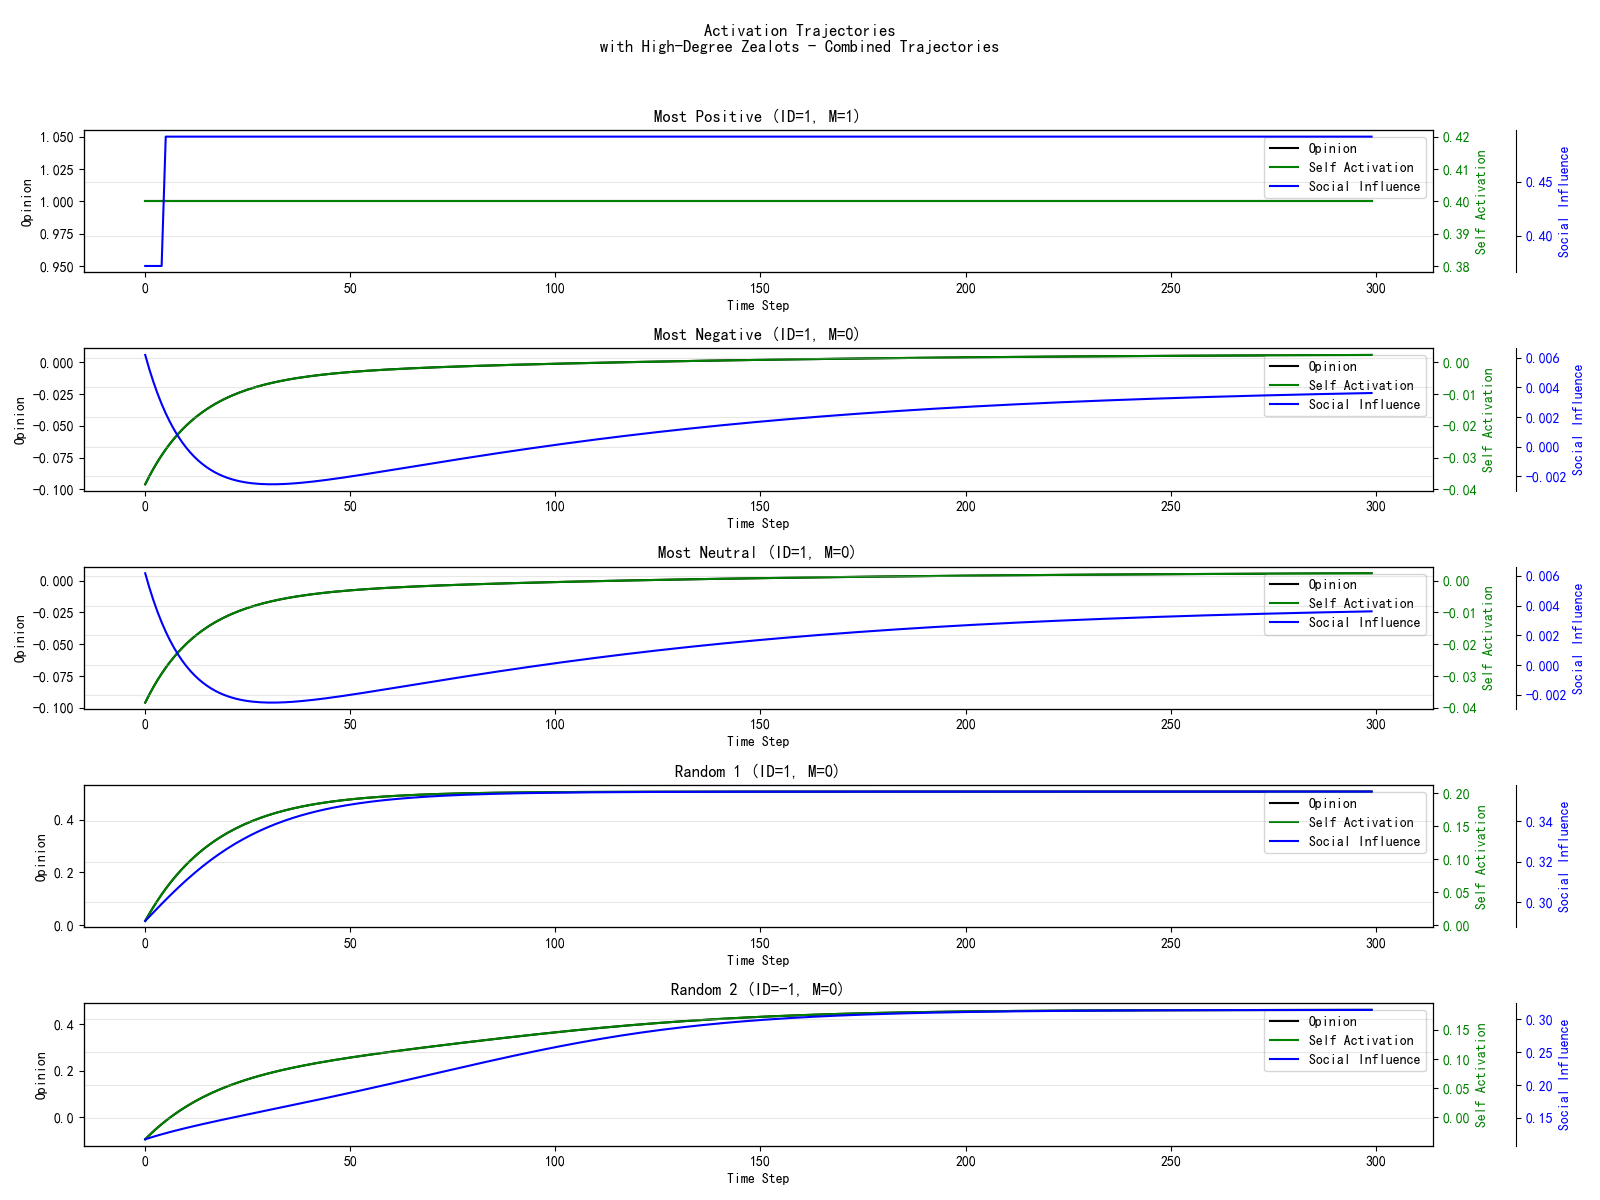 Activation Trajectories
with High-Degree Zealots - Combined Trajectories
Most Positive (ID=1, M=1)
1.050
1.025
1.000
0.975
0.950
Opinion
0.42
0.41
0.40
0.39
0.38
Self Activation
0.45
0.40
Social Influence
Opinion
Self Activation
Social Influence
0 50 100 150 200 250 300
Time Step
Most Negative (ID=1, M=0)
0.000
-0.025
-0.050
-0.075
-0.100
Opinion
0.00
-0.01
-0.02
-0.03
-0.04
Self Activation
0.006
0.004
0.002
0.000
-0.002
Social Influence
Opinion
Self Activation
Social Influence
0 50 100 150 200 250 300
Time Step
Most Neutral (ID=1, M=0)
0.000
-0.025
-0.050
-0.075
-0.100
Opinion
0.00
-0.01
-0.02
-0.03
-0.04
Self Activation
0.006
0.004
0.002
0.000
-0.002
Social Influence
Opinion
Self Activation
Social Influence
0 50 100 150 200 250 300
Time Step
Random 1 (ID=1, M=0)
0.4
0.2
0.0
Opinion
0.20
0.15
0.10
0.05
0.00
Self Activation
0.34
0.32
0.30
Social Influence
Opinion
Self Activation
Social Influence
0 50 100 150 200 250 300
Time Step
Random 2 (ID=-1, M=0)
0.4
0.2
0.0
Opinion
0.15
0.10
0.05
0.00
Self Activation
0.30
0.25
0.20
0.15
Social Influence
Opinion
Self Activation
Social Influence
0 50 100 150 200 250 300
Time Step